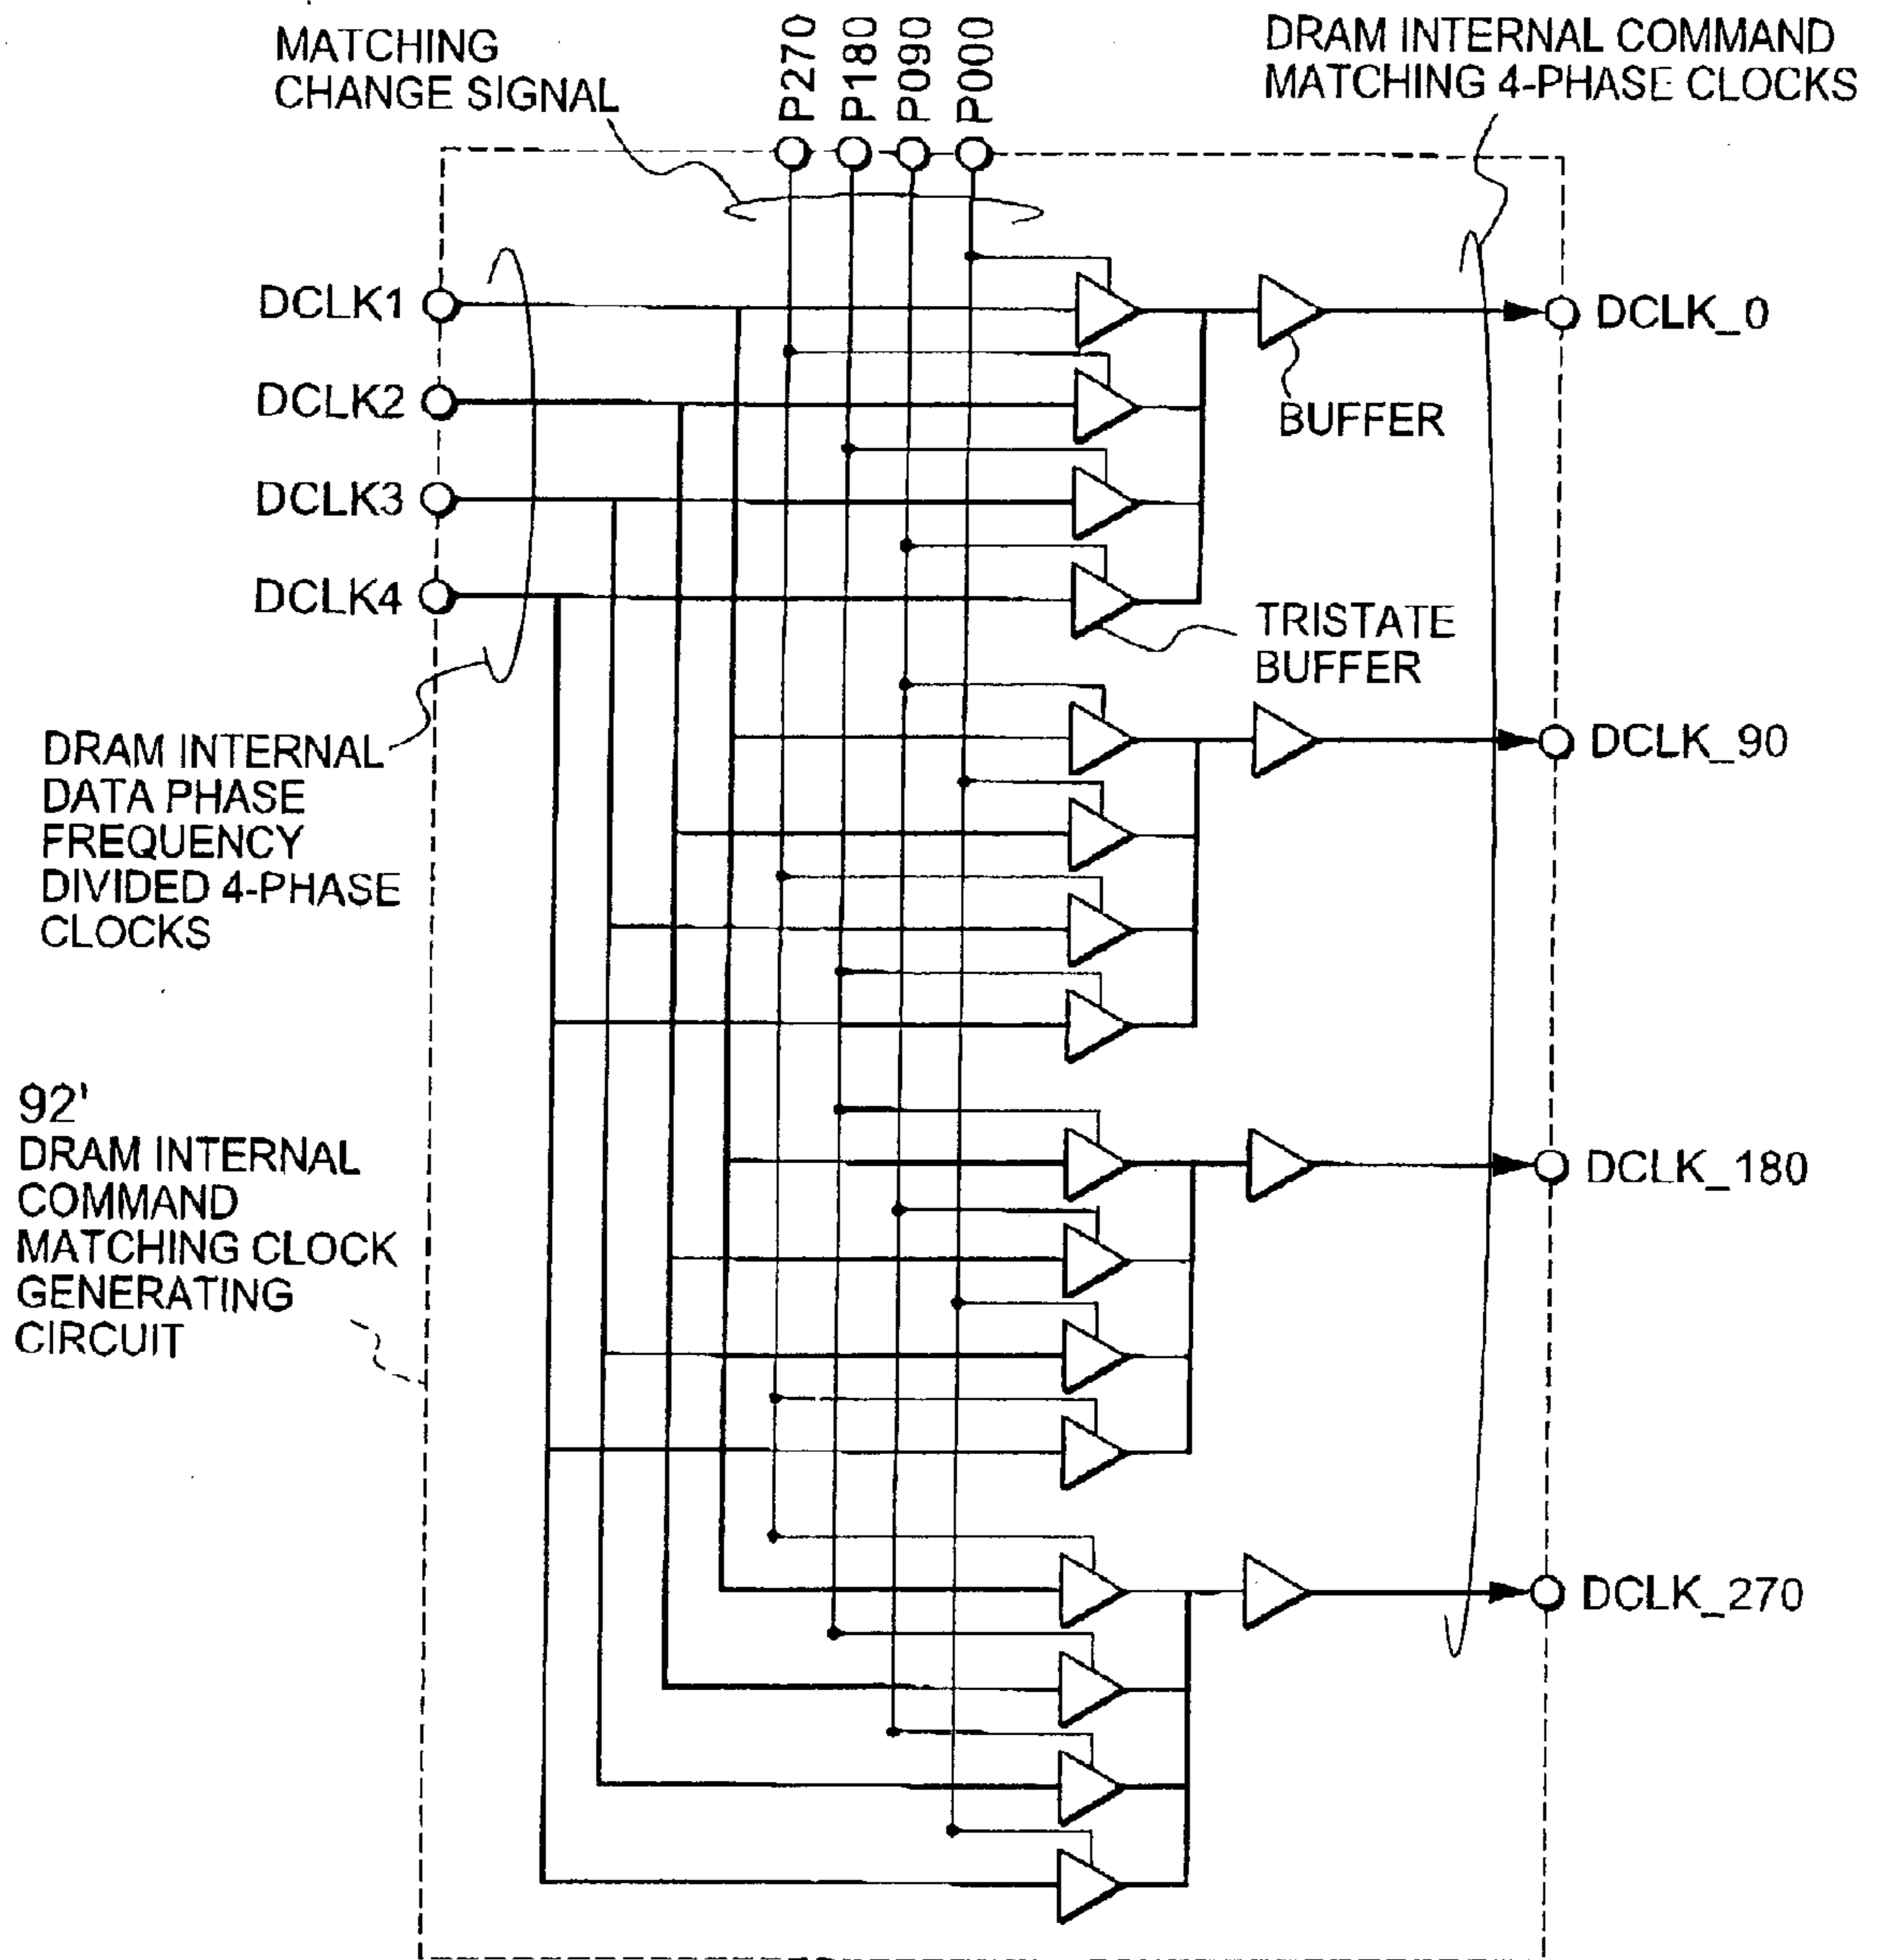 MATCHING
CHANGE SIGNAL
P270
P180
P090
P000
DRAM INTERNAL COMMAND
MATCHING 4-PHASE CLOCKS
DCLK1
DCLK2
DCLK3
DCLK4
DCLK_0
BUFFER
TRISTATE
BUFFER
DCLK_90
DRAM INTERNAL
DATA PHASE
FREQUENCY
DIVIDED 4-PHASE
CLOCKS
92'
DRAM INTERNAL
COMMAND
MATCHING CLOCK
GENERATING
CIRCUIT
DCLK_180
DCLK_270